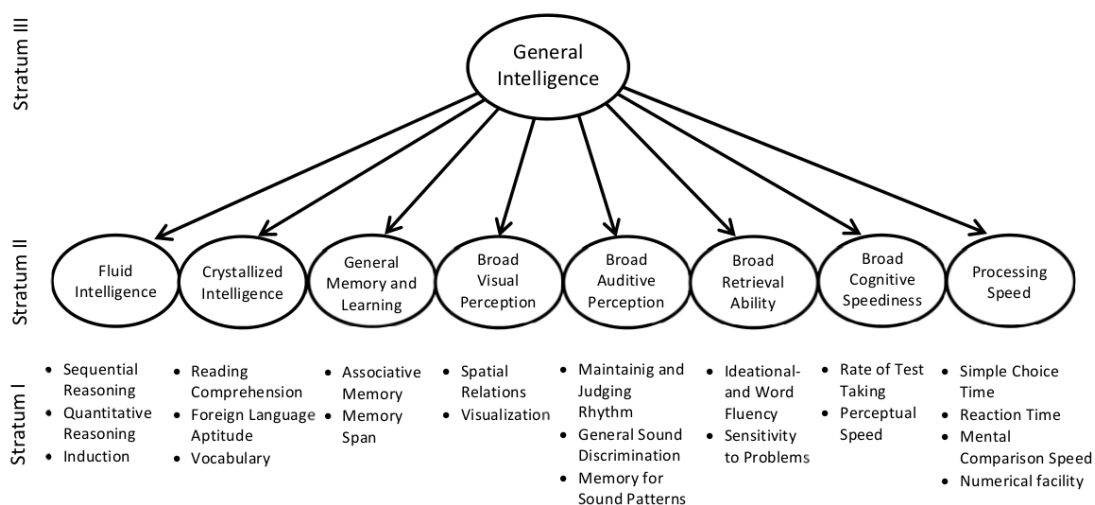 Stratum III
General
Intelligence
Stratum II
Fluid
Intelligence
Crystallized
Intelligence
General
Memory and
Learning
Broad
Visual
Perception
Broad
Auditive
Perception
Broad
Retrieval
Ability
Broad
Cognitive
Speediness
Processing
Speed
Stratum I
• Sequential
Reasoning
• Quantitative
Reasoning
• Induction
• Reading
Comprehension
• Foreign Language
Aptitude
• Vocabulary
• Associative
Memory
• Memory
Span
• Spatial
Relations
• Visualization
• Maintainig and
Judging
Rhythm
• General Sound
Discrimination
• Memory for
Sound Patterns
• Ideational-
and Word
Fluency
• Sensitivity
to Problems
• Rate of Test
Taking
• Perceptual
Speed
• Simple Choice
Time
• Reaction Time
• Mental
Comparison Speed
• Numerical facility